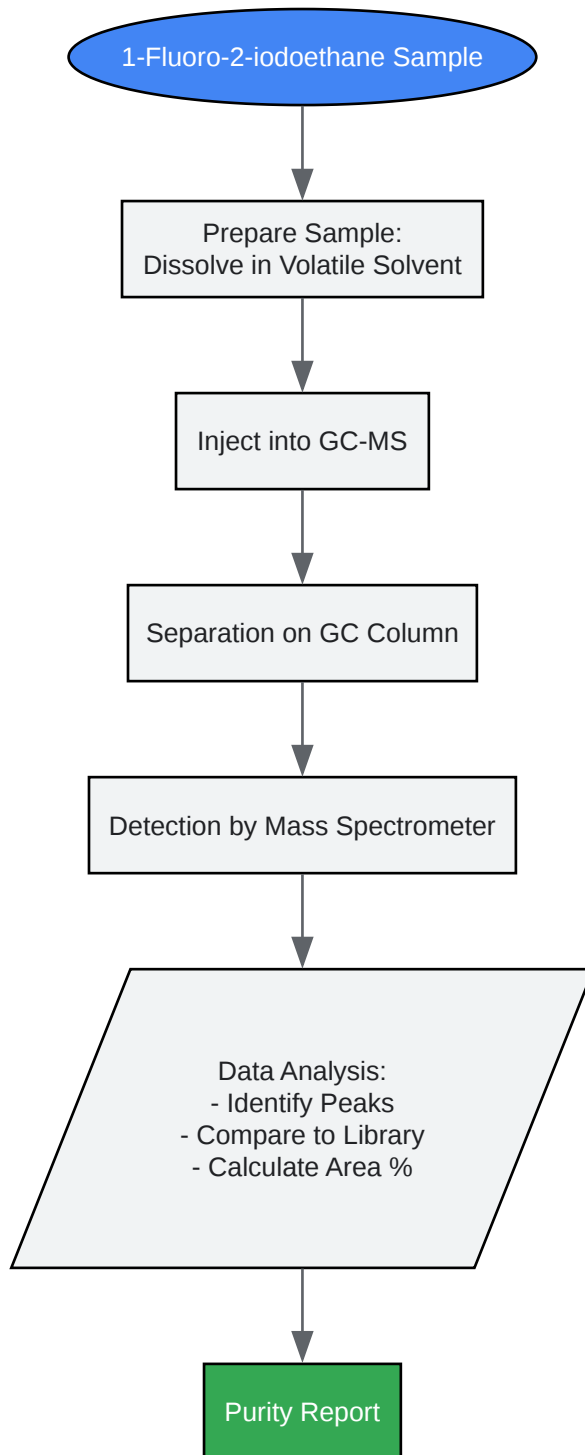 1-Fluoro-2-iodoethane Sample
Prepare Sample:
Dissolve in Volatile Solvent
Inject into GC-MS
Separation on GC Column
Detection by Mass Spectrometer
Data Analysis:
- Identify Peaks
- Compare to Library
- Calculate Area %
Purity Report